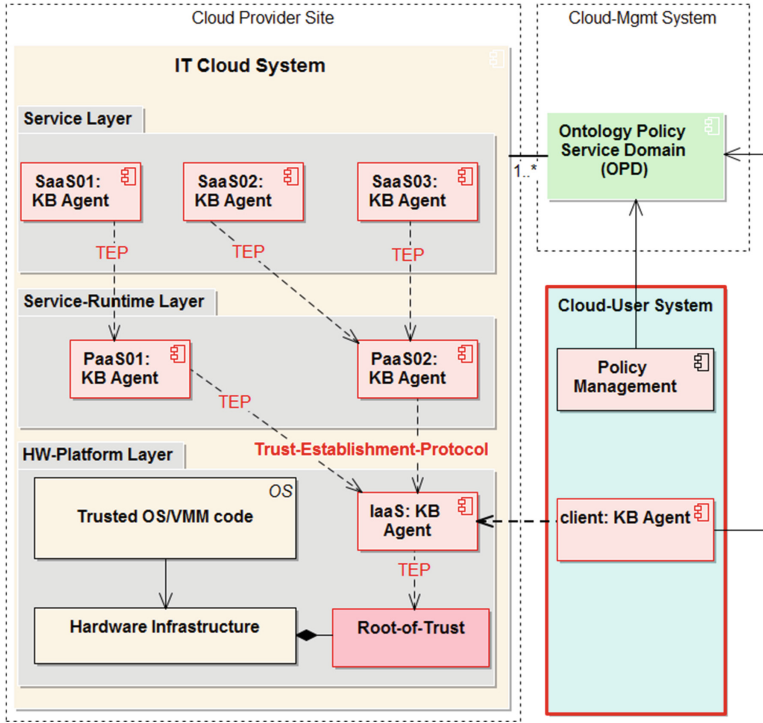 Cloud Provider Site
Cloud-Mgmt System
IT Cloud System
Service Layer
SaaS01:
KB Agent
SaaS02:
KB Agent
SaaS03:
KB Agent
TEP
TEP
TEP
1..*
Ontology Policy
Service Domain
(OPD)
Service-Runtime Layer
PaaS01:
KB Agent
PaaS02:
KB Agent
TEP
Trust-Establishment-Protocol
Cloud-User System
Policy
Management
client: KB Agent
HW-Platform Layer
OS
Trusted OS/VMM code
IaaS: KB
Agent
TEP
Hardware Infrastructure
Root-of-Trust